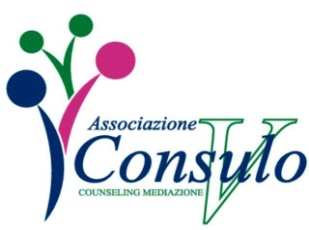 Associazione
Consulo
V
COUNSELING MEDIAZIONE